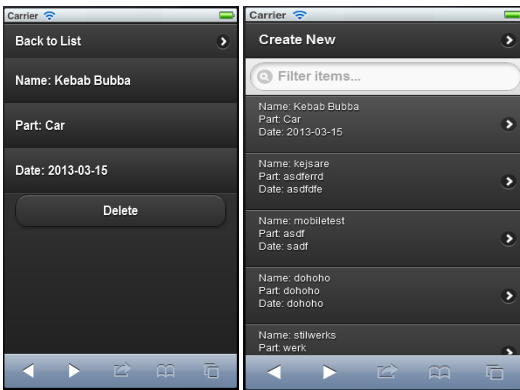 Carrier
Back to List
Name: Kebab Bubba
Part: Car
Date: 2013-03-15
Delete
Carrier
Create New
Filter items...
Name: Kebab Bubba
Part: Car
Date: 2013-03-15
Name: kejsare
Part: asdferrd
Date: asdfdfe
Name: mobiletest
Part: asdf
Date: sadf
Name: dohoho
Part: dohoho
Date: dohoho
Name: stilwerks
Part: werk